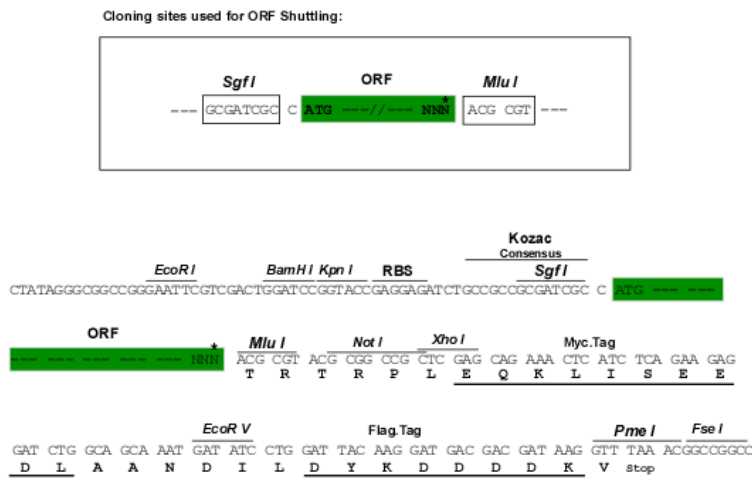 Cloning sites used for ORF Shuttling:
Sgf I ORF Mlu I
--- GCGATCGC C ATG ---//--- NNN* ACG CGT ---
Kozac
Consensus
EcoR I BamH I Kpn I RBS Sgf I
CTATAGGGCGGCCGGGAATTCGTCGACTGGATCCGGTACCGAGGAGATCTGCCGCCGCGATCGC C ATG --- ---
ORF Mlu I Not I Xho I Myc.Tag
--- --- --- --- --- NNN* ACG CGT ACG CGG CCG CTC GAG CAG AAA CTC ATC TCA GAA GAG
T R T R P L E Q K L I S E E
EcoR V Flag.Tag Pme I Fse I
GAT CTG GCA GCA AAT GAT ATC CTG GAT TAC AAG GAT GAC GAC GAT AAG GTT TAA ACGGCCGGCC
D L A A N D I L D Y K D D D D K V Stop